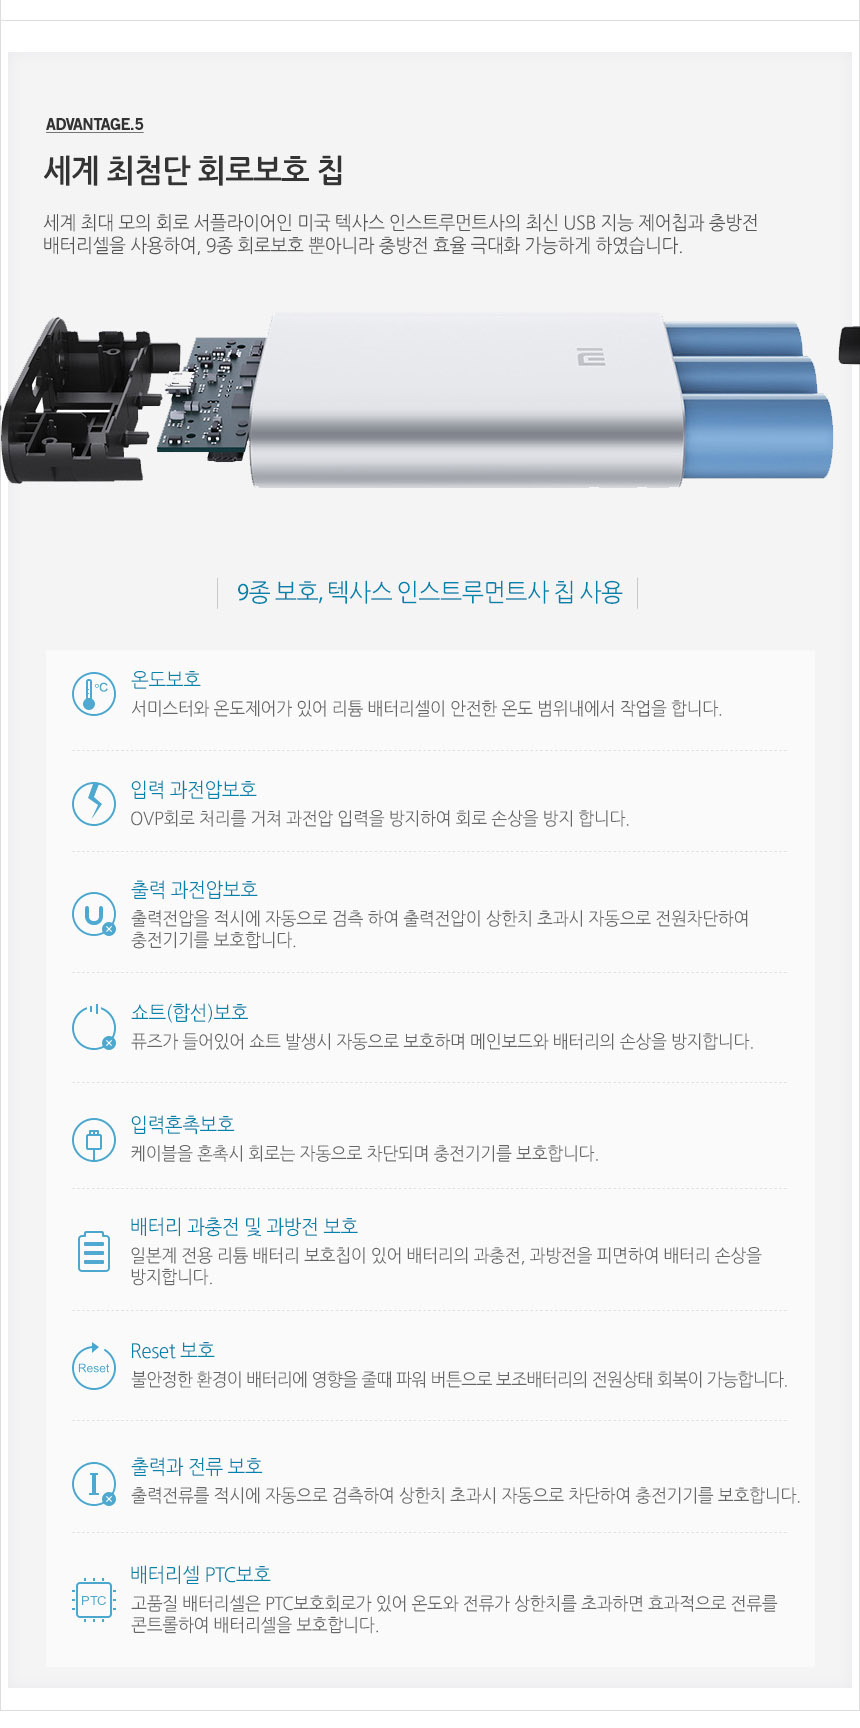 ADVANTAGE.5
세계 최첨단 회로보호 칩
세계 최대 모의 회로 서플라이어인 미국 텍사스 인스트루먼트사의 최신 USB 지능 제어칩과 충방전
배터리셀을 사용하여, 9종 회로보호 뿐아니라 충방전 효율 극대화 가능하게 하였습니다.
9종 보호, 텍사스 인스트루먼트사 칩 사용
°C
온도보호
서미스터와 온도제어가 있어 리튬 배터리셀이 안전한 온도 범위내에서 작업을 합니다.
입력 과전압보호
OVP회로 처리를 거쳐 과전압 입력을 방지하여 회로 손상을 방지 합니다.
U
출력 과전압보호
출력전압을 적시에 자동으로 검측 하여 출력전압이 상한치 초과시 자동으로 전원차단하여
충전기기를 보호합니다.
쇼트(합선)보호
퓨즈가 들어있어 쇼트 발생시 자동으로 보호하며 메인보드와 배터리의 손상을 방지합니다.
입력혼촉보호
케이블을 혼촉시 회로는 자동으로 차단되며 충전기기를 보호합니다.
배터리 과충전 및 과방전 보호
일본계 전용 리튬 배터리 보호칩이 있어 배터리의 과충전, 과방전을 피면하여 배터리 손상을
방지합니다.
Reset
Reset 보호
불안정한 환경이 배터리에 영향을 줄때 파워 버튼으로 보조배터리의 전원상태 회복이 가능합니다.
I
출력과 전류 보호
출력전류를 적시에 자동으로 검측하여 상한치 초과시 자동으로 차단하여 충전기기를 보호합니다.
PTC
배터리셀 PTC보호
고품질 배터리셀은 PTC보호회로가 있어 온도와 전류가 상한치를 초과하면 효과적으로 전류를
콘트롤하여 배터리셀을 보호합니다.